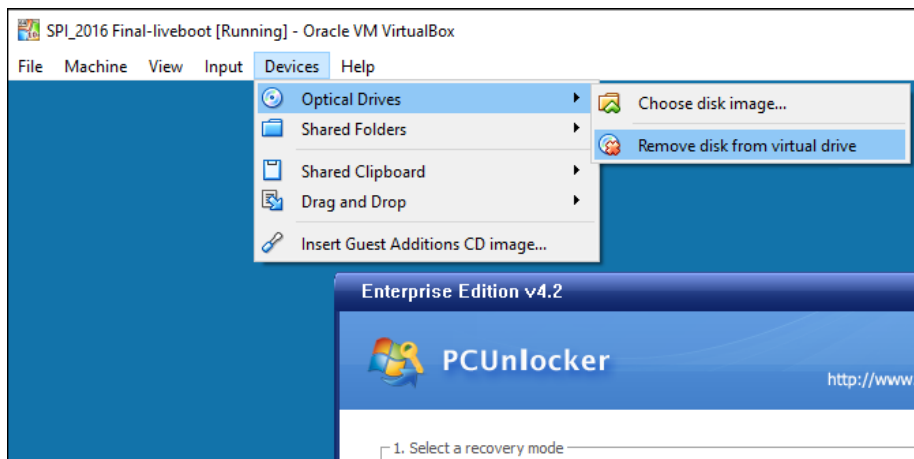 SPI_2016 Final-liveboot [Running] - Oracle VM VirtualBox
File Machine View Input Devices Help
Optical Drives
Choose disk image...
Shared Folders
Remove disk from virtual drive
Shared Clipboard
Drag and Drop
Insert Guest Additions CD image...
Enterprise Edition v4.2
PCUnlocker
http://www
1. Select a recovery mode